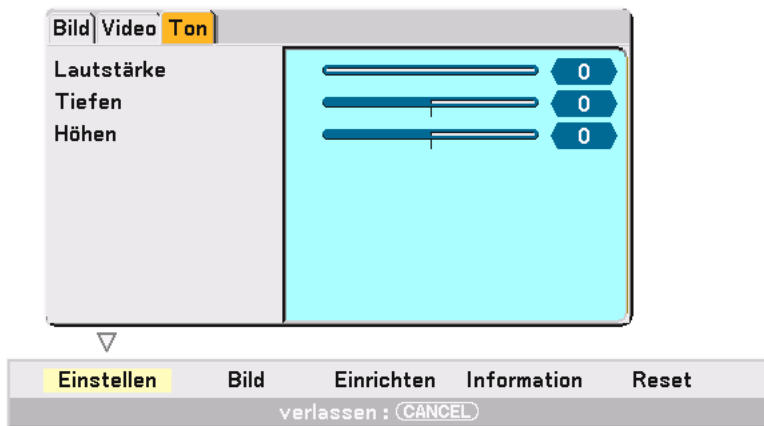 Bild Video Ton
Lautstärke 0
Tiefen 0
Höhen 0
Einstellen Bild Einrichten Information Reset
verlassen : CANCEL